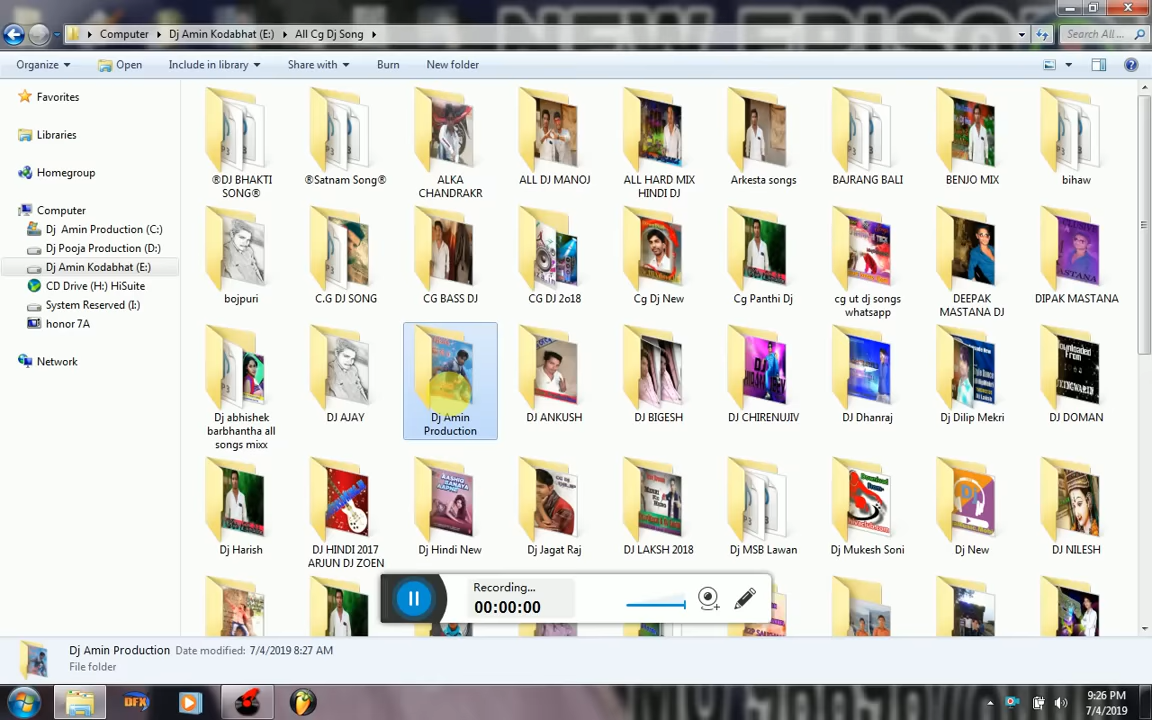 Computer
Dj Amin Kodabhat (E:)
All Cg Dj Song
Search All ...
Organize
Open
Include in library
Share with
Burn
New folder
Favorites
Libraries
Homegroup
Computer
Dj Amin Production (C:)
Dj Pooja Production (D:)
Dj Amin Kodabhat (E:)
CD Drive (H:) HiSuite
System Reserved (I:)
honor 7A
Network
®DJ BHAKTI
SONG®
®Satnam Song®
ALKA
CHANDRAKR
ALL DJ MANOJ
ALL HARD MIX
HINDI DJ
Arkesta songs
BAJRANG BALI
BENJO MIX
bihaw
bojpuri
C.G DJ SONG
CG BASS DJ
CG DJ 2o18
Cg Dj New
Cg Panthi Dj
cg ut dj songs
whatsapp
DEEPAK
MASTANA DJ
DIPAK MASTANA
Dj abhishek
barbhantha all
songs mixx
DJ AJAY
Dj Amin
Production
DJ ANKUSH
DJ BIGESH
DJ CHIRENUJIV
DJ Dhanraj
Dj Dilip Mekri
DJ DOMAN
Dj Harish
DJ HINDI 2017
ARJUN DJ ZOEN
Dj Hindi New
Dj Jagat Raj
DJ LAKSH 2018
Dj MSB Lawan
Dj Mukesh Soni
Dj New
DJ NILESH
Recording...
00:00:00
Dj Amin Production
Date modified: 7/4/2019 8:27 AM
File folder
DFX
9:26 PM
7/4/2019